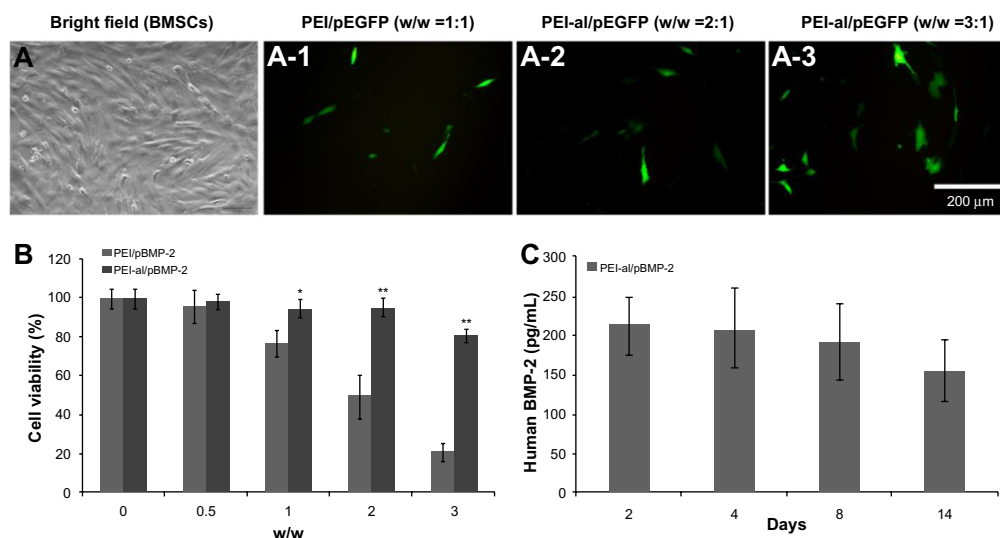 Bright field (BMSCs)
PEI/pEGFP (w/w =1:1)
PEI-al/pEGFP (w/w =2:1)
PEI-al/pEGFP (w/w =3:1)
A
A-1
A-2
A-3
200 μm
B
PEI/pBMP-2
PEI-al/pBMP-2
Cell viability (%)
120
100
80
60
40
20
0
*
**
**
0
0.5
1
2
3
w/w
C
PEI-al/pBMP-2
Human BMP-2 (pg/mL)
300
250
200
150
100
50
0
2
4
8
14
Days